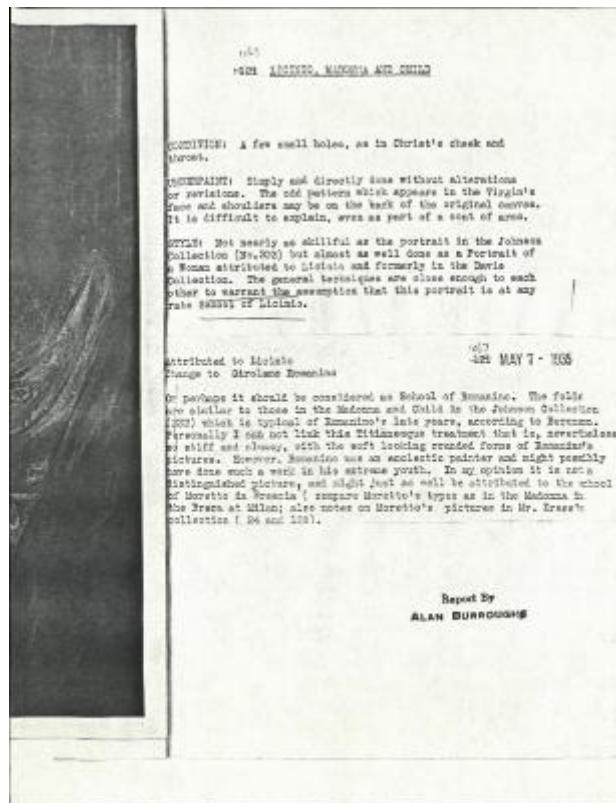 LICINIO, MADONNA AND CHILD
CONDITION: A few small holes, as in Christ's cheek and
throat.
UNDERPAINT: Simply and directly done without alterations
or revisions. The odd pattern which appears in the Virgin's
face and shoulders may be on the back of the original canvas.
It is difficult to explain, even as part of a coat of arms.
STYLE: Not nearly as skillful as the portrait in the Johnson
Collection (No.202) but almost as well done as a Portrait of
a Woman attributed to Licinio and formerly in the Davis
Collection. The general techniques are close enough to each
other to warrant the assumption that this portrait is at any
rate School of Licinio.
MAY 7 - 1935
Attributed to Licinio
Change to Girolamo Romanino
Or perhaps it should be considered as School of Romanino. The folds
are similar to those in the Madonna and Child in the Johnson Collection
which is typical of Romanino's late years, according to Berenson.
Personally I can not link this Titianesque treatment that is, nevertheless
so stiff and clumsy, with the soft looking rounded forms of Romanino's
pictures. However, Romanino was an eclectic painter and might possibly
have done such a work in his extreme youth. In my opinion it is not a
distinguished picture, and might just as well be attributed to the school
of Moretto in Brescia ( compare Moretto's types as in the Madonna in
the Brera at Milan; also notes on Moretto's pictures in Mr. Kress's
collection ( 24 and ).
Report By
ALAN BURROUGHS